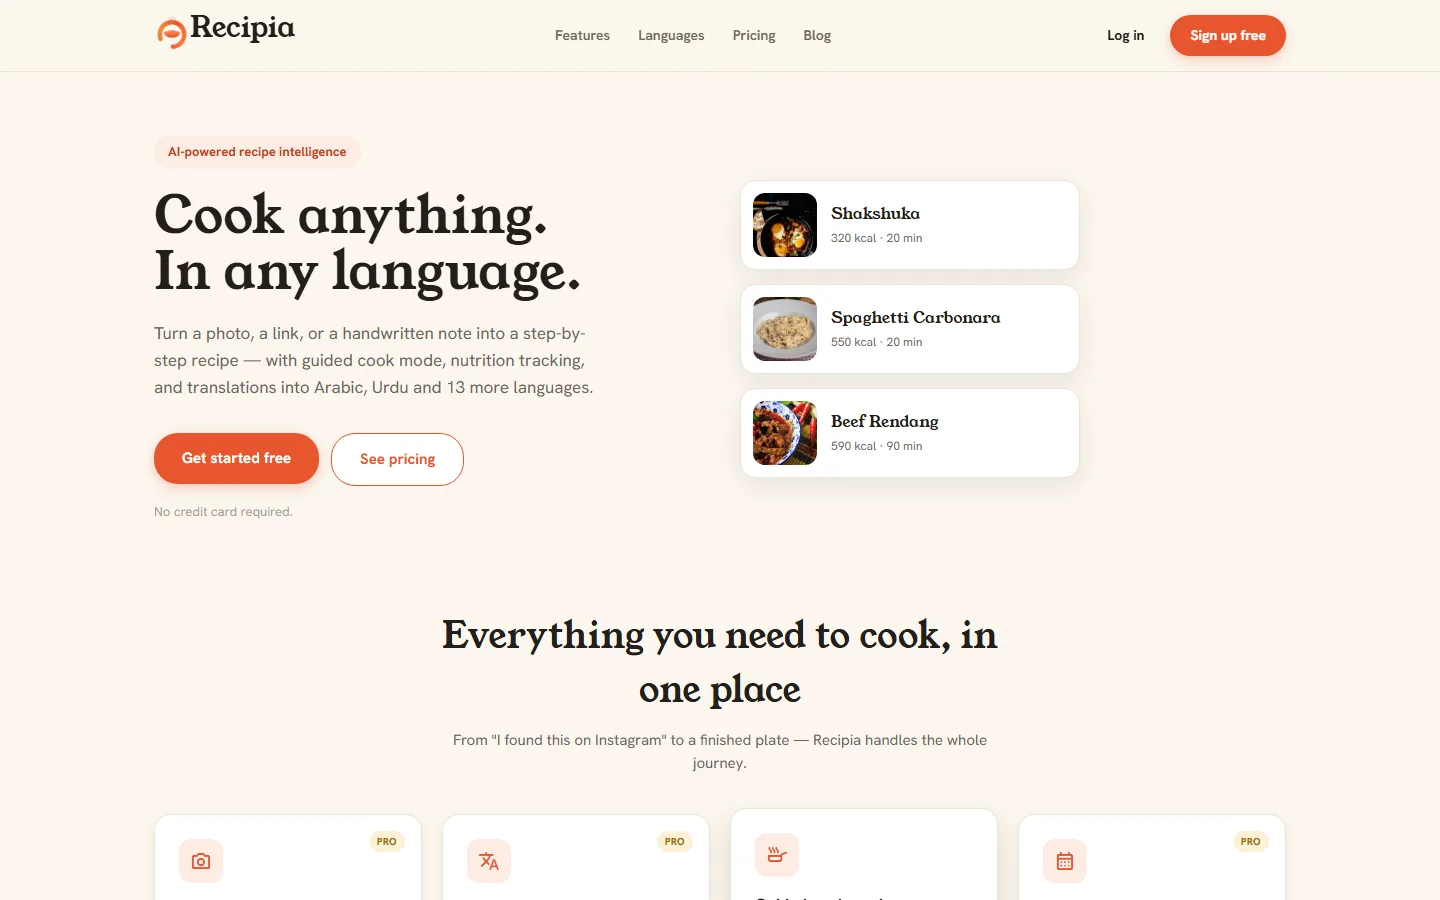 Recipia
Features
Languages
Pricing
Blog
Log in
Sign up free
AI-powered recipe intelligence
Cook anything.
In any language.
Turn a photo, a link, or a handwritten note into a step-by-
step recipe — with guided cook mode, nutrition tracking,
and translations into Arabic, Urdu and 13 more languages.
Get started free
See pricing
No credit card required.
Shakshuka
320 kcal · 20 min
Spaghetti Carbonara
550 kcal · 20 min
Beef Rendang
590 kcal · 90 min
Everything you need to cook, in
one place
From "I found this on Instagram" to a finished plate — Recipia handles the whole
journey.
PRO
PRO
PRO